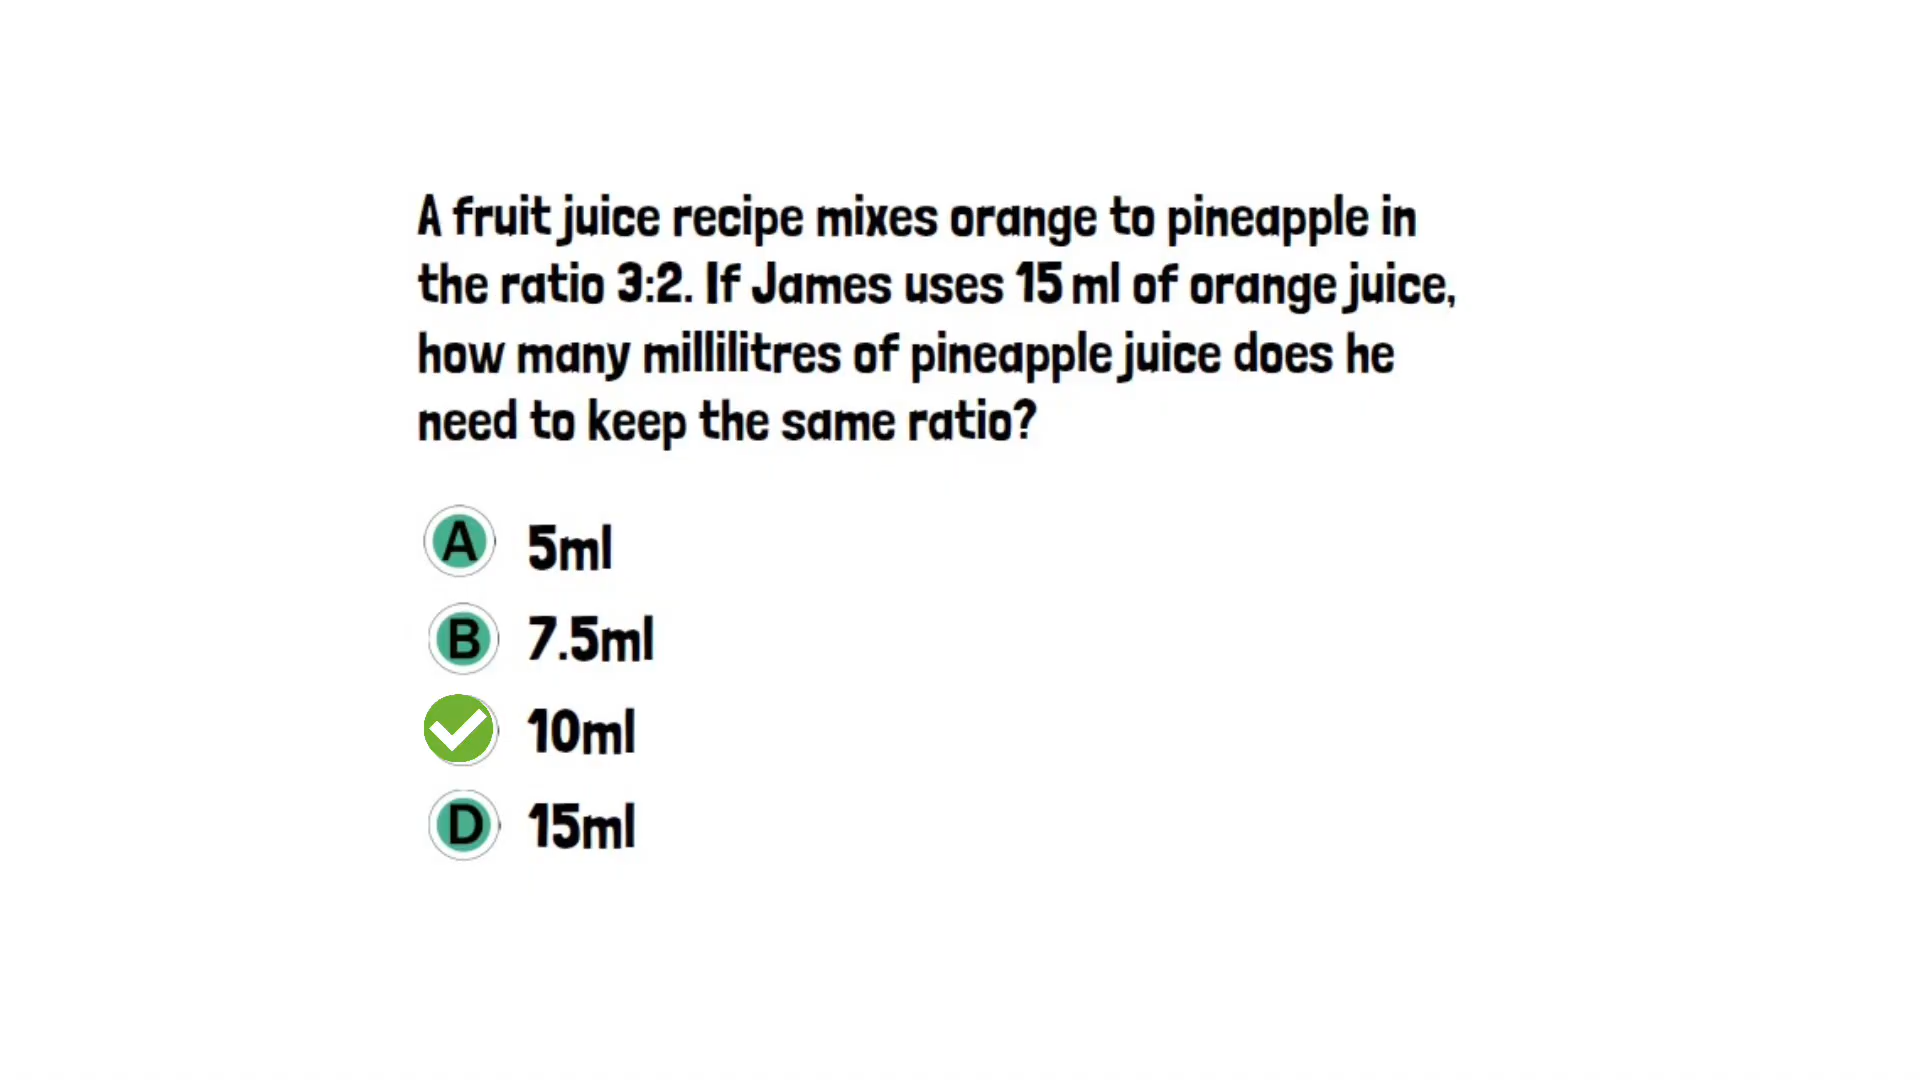 A fruit juice recipe mixes orange to pineapple in
the ratio 3:2. If James uses 15 ml of orange juice,
how many millilitres of pineapple juice does he
need to keep the same ratio?
A 5ml
B 7.5ml
10ml
D 15ml